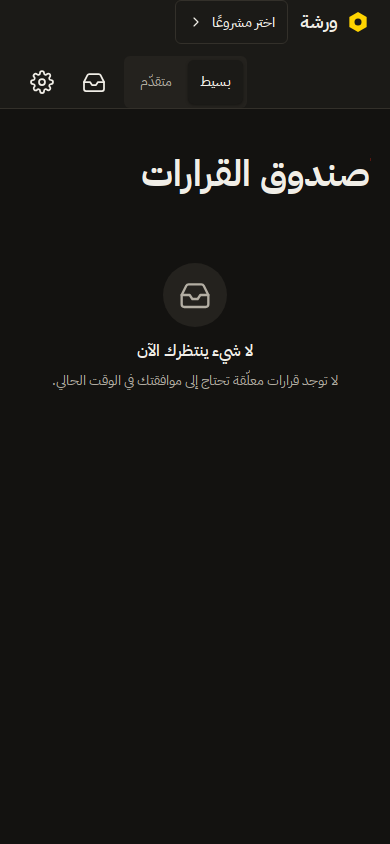 ورشة
اختر مشروعًا
بسيط
متقدّم
صندوق القرارات
لا شيء ينتظرك الآن
لا توجد قرارات معلّقة تحتاج إلى موافقتك في الوقت الحالي.